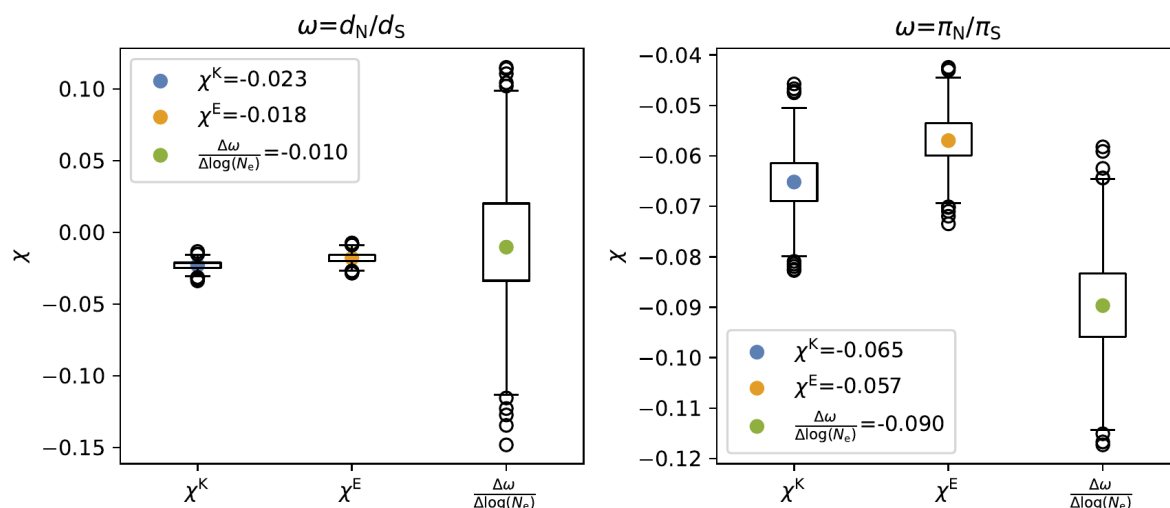 ω=dN/dS
0.10
0.05
0.00
−0.05
−0.10
−0.15
χ
χK=-0.023
χE=-0.018
Δω/Δlog(Ne)=-0.010
χK
χE
Δω/Δlog(Ne)
ω=πN/πS
−0.04
−0.05
−0.06
−0.07
−0.08
−0.09
−0.10
−0.11
−0.12
χ
χK=-0.065
χE=-0.057
Δω/Δlog(Ne)=-0.090
χK
χE
Δω/Δlog(Ne)